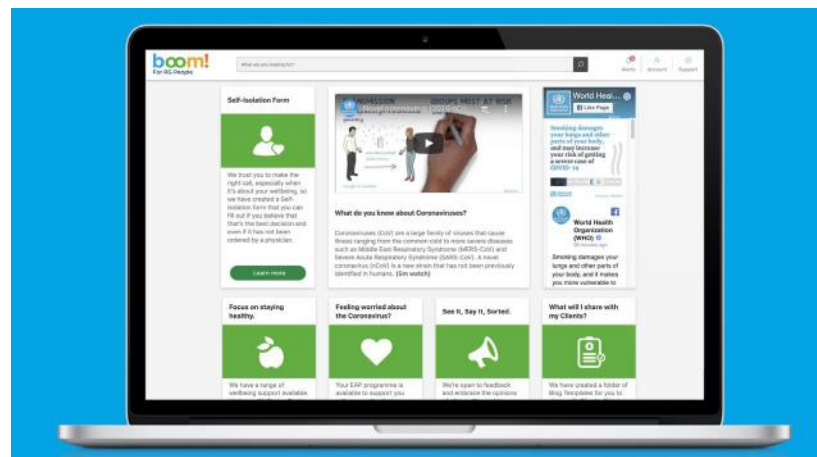 boom!
For RG People
What are you looking for?
Alerts
Account
Support
Self-Isolation Form
We trust you to make the
right call, especially when
it's about your wellbeing, so
we have created a Self-
isolation form that you can
fill out if you believe that
that's the best decision and
even if it has not been
ordered by a physician.
Learn more
GROUPS MOST AT RISK
What do you know about Coronaviruses?
Coronaviruses (CoV) are a large family of viruses that cause
illness ranging from the common cold to more severe diseases
such as Middle East Respiratory Syndrome (MERS-CoV) and
Severe Acute Respiratory Syndrome (SARS-CoV). A novel
coronavirus (nCoV) is a new strain that has not been previously
identified in humans. (5m watch)
World Heal...
Like Page
Smoking damages
your lungs and other
parts of your body,
and may increase
your risk of getting
a severe case of
COVID-19
World Health
Organization
(WHO)
minutes ago
Smoking damages your
lungs and other parts of
your body, and it makes
you more vulnerable to
Focus on staying
healthy.
We have a range of
wellbeing support available
Feeling worried about
the Coronavirus?
Your EAP programme is
available to support you
See It, Say It, Sorted.
We're open to feedback
and embrace the opinions
What will I share with
my Clients?
We have created a folder of
Blog Templates for you to